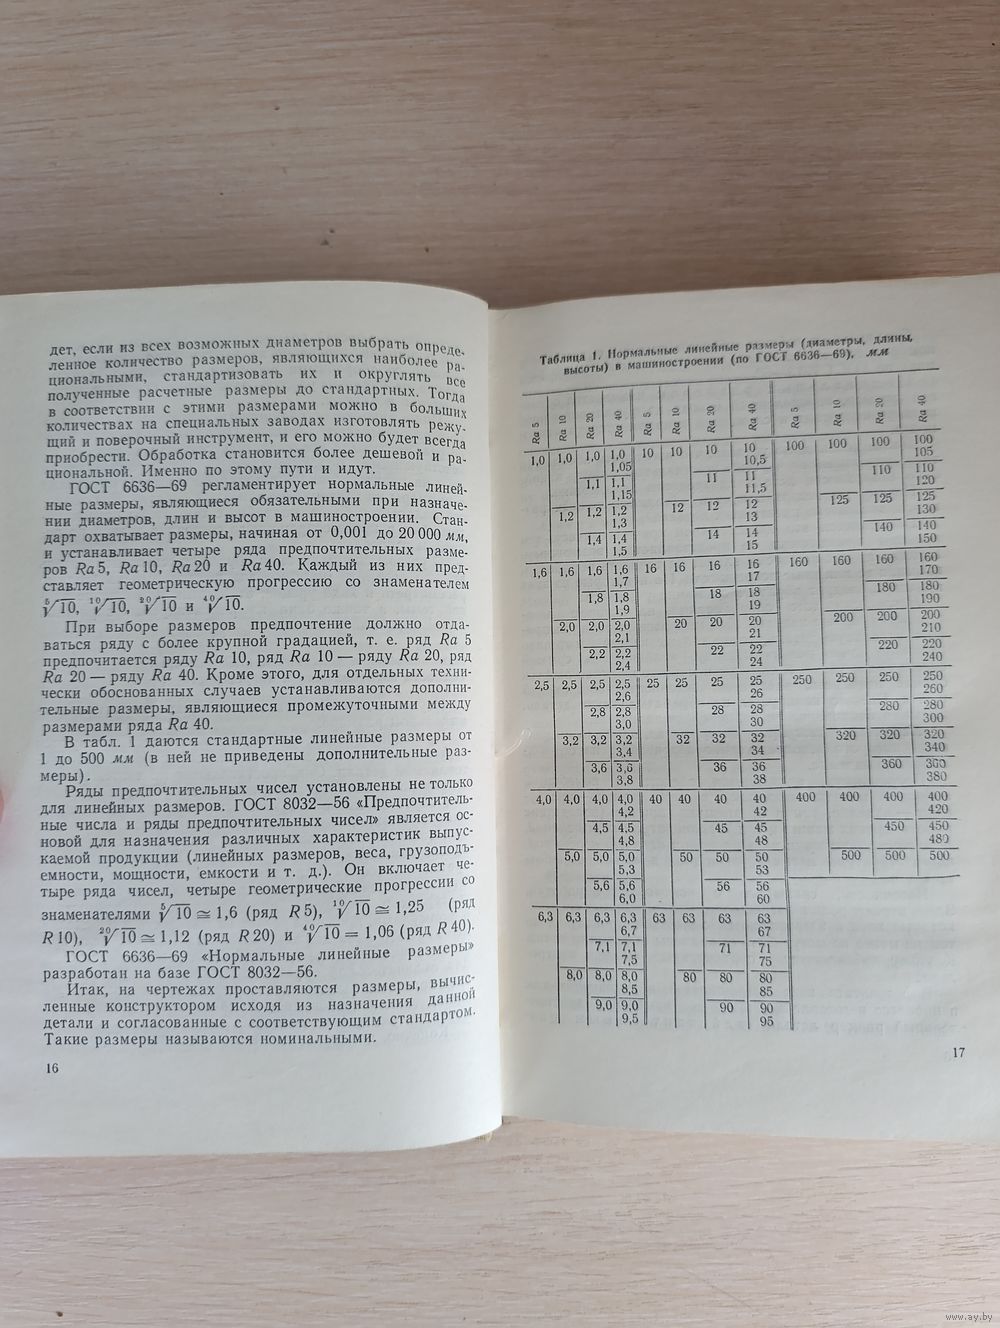 дет, если из всех возможных диаметров выбрать опреде-
ленное количество размеров, являющихся наиболее ра-
циональными, стандартизовать их и округлять все
полученные расчетные размеры до стандартных. Тогда
в соответствии с этими размерами можно в больших
количествах на специальных заводах изготовлять режу-
щий и поверочный инструмент, и его можно будет всегда
приобрести. Обработка становится более дешевой и ра-
циональной. Именно по этому пути и идут.
ГОСТ 6636—69 регламентирует нормальные линей-
ные размеры, являющиеся обязательными при назначе-
нии диаметров, длин и высот в машиностроении. Стан-
дарт охватывает размеры, начиная от 0,001 до 20 000 мм,
и устанавливает четыре ряда предпочтительных разме-
ров Ra 5, Ra 10, Ra 20 и Ra 40. Каждый из них пред-
ставляет геометрическую прогрессию со знаменателем
⁵√10, ¹⁰√10, ²⁰√10 и ⁴⁰√10.
При выборе размеров предпочтение должно отда-
ваться ряду с более крупной градацией, т. е. ряд Ra 5
предпочитается ряду Ra 10, ряд Ra 10 — ряду Ra 20, ряд
Ra 20 — ряду Ra 40. Кроме этого, для отдельных техни-
чески обоснованных случаев устанавливаются дополни-
тельные размеры, являющиеся промежуточными между
размерами ряда Ra 40.
В табл. 1 даются стандартные линейные размеры от
1 до 500 мм (в ней не приведены дополнительные раз-
меры).
Ряды предпочтительных чисел установлены не только
для линейных размеров. ГОСТ 8032—56 «Предпочтитель-
ные числа и ряды предпочтительных чисел» является ос-
новой для назначения различных характеристик выпус-
каемой продукции (линейных размеров, веса, грузоподъ-
емности, мощности, емкости и т. д.). Он включает че-
тыре ряда чисел, четыре геометрические прогрессии со
знаменателями ⁵√10 ≅ 1,6 (ряд R 5), ¹⁰√10 ≅ 1,25 (ряд
R 10), ²⁰√10 ≅ 1,12 (ряд R 20) и ⁴⁰√10 = 1,06 (ряд R 40).
ГОСТ 6636—69 «Нормальные линейные размеры»
разработан на базе ГОСТ 8032—56.
Итак, на чертежах проставляются размеры, вычис-
ленные конструктором исходя из назначения данной
детали и согласованные с соответствующим стандартом.
Такие размеры называются номинальными.
16
Таблица 1. Нормальные линейные размеры (диаметры, длины,
высоты) в машиностроении (по ГОСТ 6636—69), мм
Ra 5 Ra 10 Ra 20 Ra 40 Ra 5 Ra 10 Ra 20 Ra 40 Ra 5 Ra 10 Ra 20 Ra 40
1,0 1,0 1,0 1,0 10 10 10 10 100 100 100 100
1,05 10,5 105
1,1 1,1 11 11 110 110
1,15 11,5 120
1,2 1,2 1,2 12 12 12 125 125 125
1,3 13 130
1,4 1,4 14 14 140 140
1,5 15 150
1,6 1,6 1,6 1,6 16 16 16 16 160 160 160 160
1,7 17 170
1,8 1,8 18 18 180 180
1,9 19 190
2,0 2,0 2,0 20 20 20 200 200 200
2,1 21 210
2,2 2,2 22 22 220 220
2,4 24 240
2,5 2,5 2,5 2,5 25 25 25 25 250 250 250 250
2,6 26 260
2,8 2,8 28 28 280 280
3,0 30 300
3,2 3,2 3,2 32 32 32 320 320 320
3,4 34 340
3,6 3,6 36 36 360 360
3,8 38 380
4,0 4,0 4,0 4,0 40 40 40 40 400 400 400 400
4,2 42 420
4,5 4,5 45 45 450 450
4,8 48 480
5,0 5,0 5,0 50 50 50 500 500 500
5,3 53
5,6 5,6 56 56
6,0 60
6,3 6,3 6,3 6,3 63 63 63 63
6,7 67
7,1 7,1 71 71
7,5 75
8,0 8,0 8,0 80 80 80
8,5 85
9,0 9,0 90 90
9,5 95
17
www.ay.by